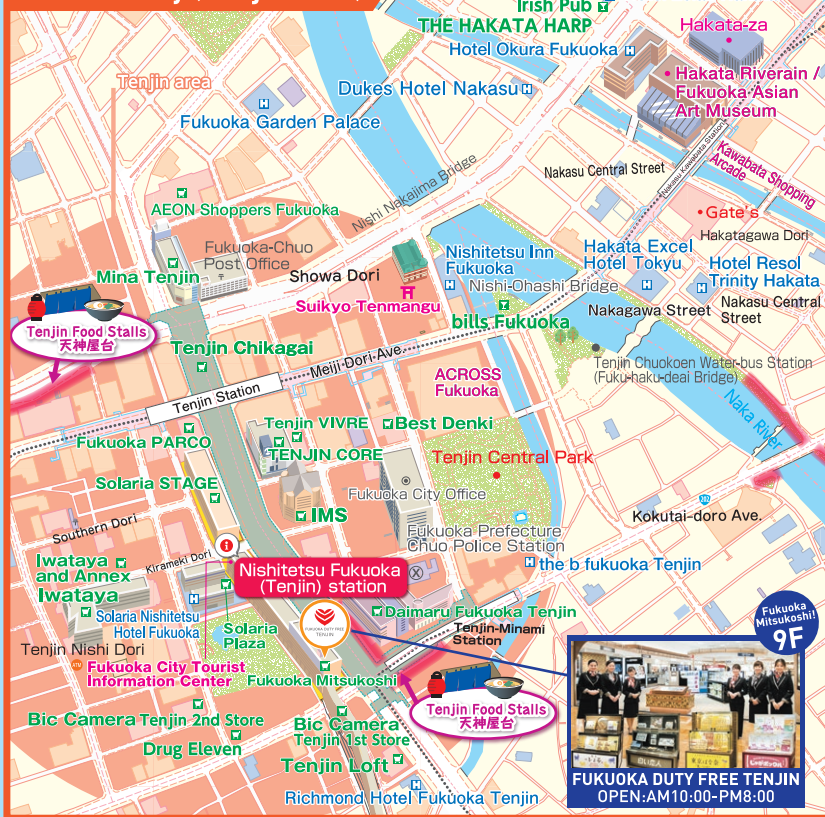 Irish Pub
THE HAKATA HARP
Hakata-za
Hotel Okura Fukuoka
Hakata Riverain /
Fukuoka Asian
Art Museum
Tenjin area
Dukes Hotel Nakasu
Fukuoka Garden Palace
Nakasu Kawabata Station
Kawabata Shopping
Arcade
Nishi Nakajima Bridge
Nakasu Central Street
AEON Shoppers Fukuoka
Gate's
Hakatagawa Dori
Fukuoka-Chuo
Post Office
Mina Tenjin
Showa Dori
Nishitetsu Inn
Fukuoka
Hakata Excel
Hotel Tokyu
Hotel Resol
Trinity Hakata
Nishi-Ohashi Bridge
Suikyo Tenmangu
Nakagawa Street
Nakasu Central
Street
bills Fukuoka
Tenjin Food Stalls
天神屋台
Tenjin Chikagai
Meiji Dori Ave.
Tenjin Chuokoen Water-bus Station
(Fuku-haku-deai Bridge)
ACROSS
Fukuoka
Tenjin Station
Naka River
Tenjin VIVRE
Best Denki
Fukuoka PARCO
TENJIN CORE
Tenjin Central Park
Solaria STAGE
Fukuoka City Office
202
IMS
Kokutai-doro Ave.
Southern Dori
Fukuoka Prefecture
Chuo Police Station
Kirameki Dori
Iwataya
and Annex
Nishitetsu Fukuoka
(Tenjin) station
the b fukuoka Tenjin
Iwataya
Solaria Nishitetsu
Hotel Fukuoka
FUKUOKA DUTY FREE
TENJIN
Daimaru Fukuoka Tenjin
Solaria
Plaza
Tenjin-Minami
Station
Fukuoka
Mitsukoshi!
9F
Tenjin Nishi Dori
ATM
Fukuoka City Tourist
Information Center
Fukuoka Mitsukoshi
Tenjin Food Stalls
天神屋台
Bic Camera Tenjin 2nd Store
Bic Camera
Tenjin 1st Store
Drug Eleven
Tenjin Loft
Richmond Hotel Fukuoka Tenjin
FUKUOKA DUTY FREE TENJIN
OPEN:AM10:00-PM8:00